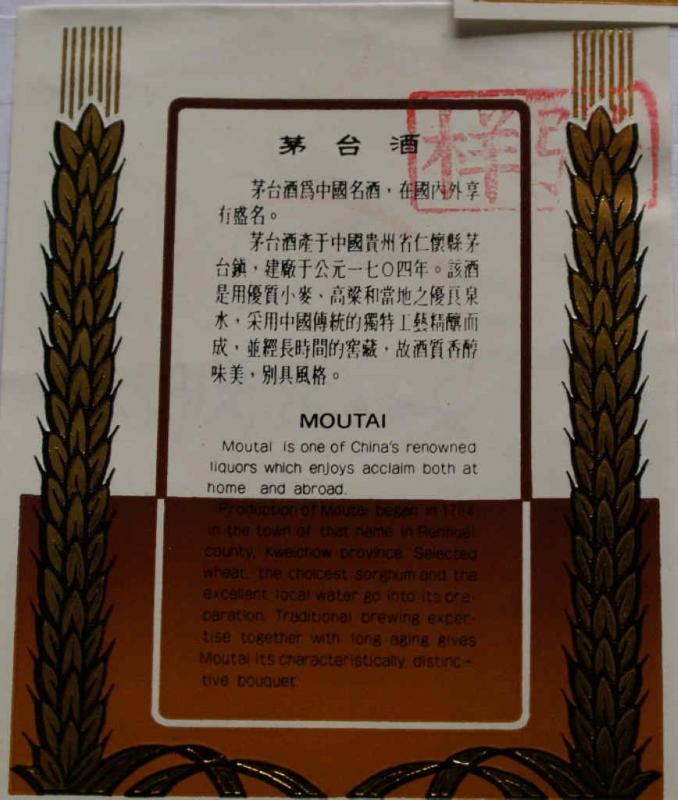 茅台酒
茅台酒爲中國名酒，在國內外享
有盛名。
茅台酒產于中國貴州省仁懷縣茅
台鎮，建廠于公元一七〇四年。該酒
是用優質小麥、高粱和當地之優良泉
水，采用中國傳統的獨特工藝精釀而
成，並經長時間的窖藏，故酒質香醇
味美，別具風格。
MOUTAI
Moutai is one of China's renowned
liquors which enjoys acclaim both at
home and abroad.
Production of Moutai began in 1704
in the town of that name in Renhuai
county, Kweichow province. Selected
wheat, the choicest sorghum and the
excellent local water go into its pre-
paration. Traditional brewing exper-
tise together with long aging gives
Moutai its characteristically distinc-
tive bouquet.
样